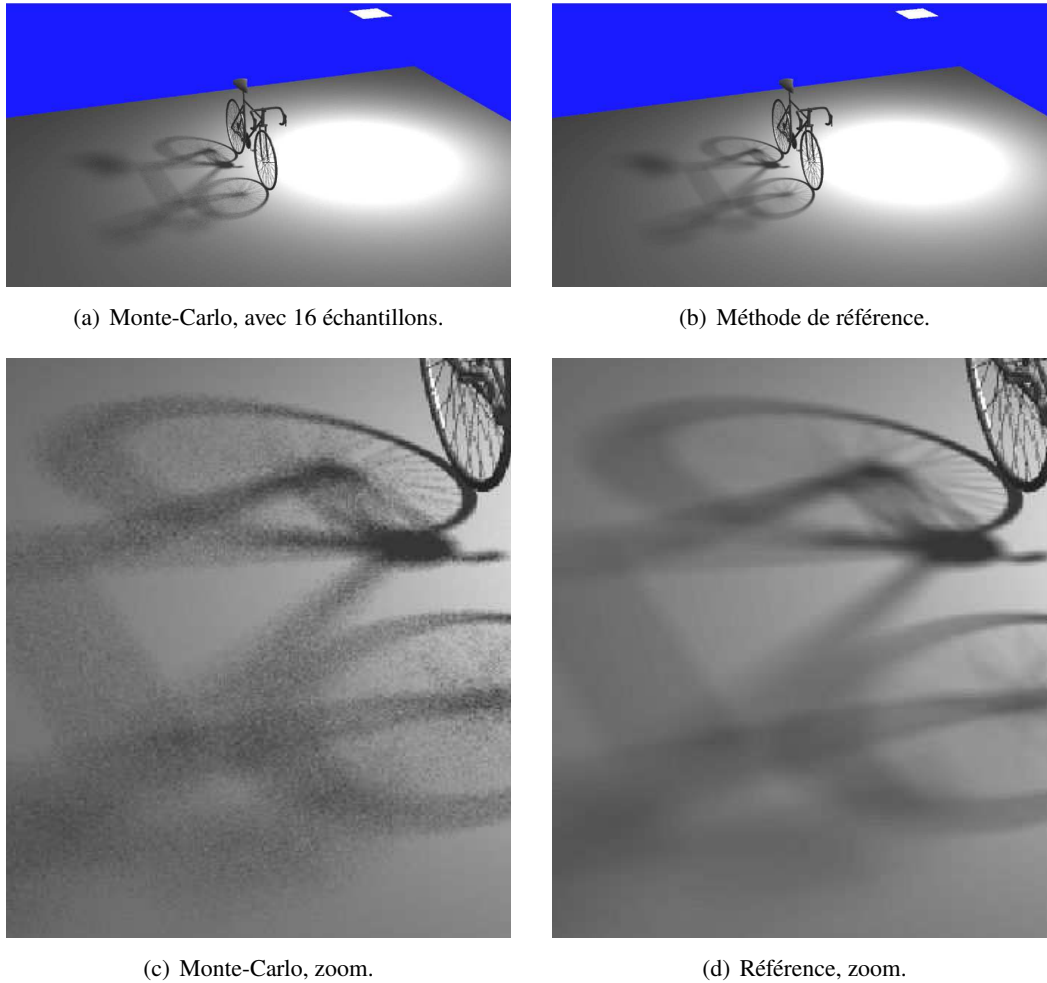 (a) Monte-Carlo, avec 16 échantillons.
(b) Méthode de référence.
(c) Monte-Carlo, zoom.
(d) Référence, zoom.